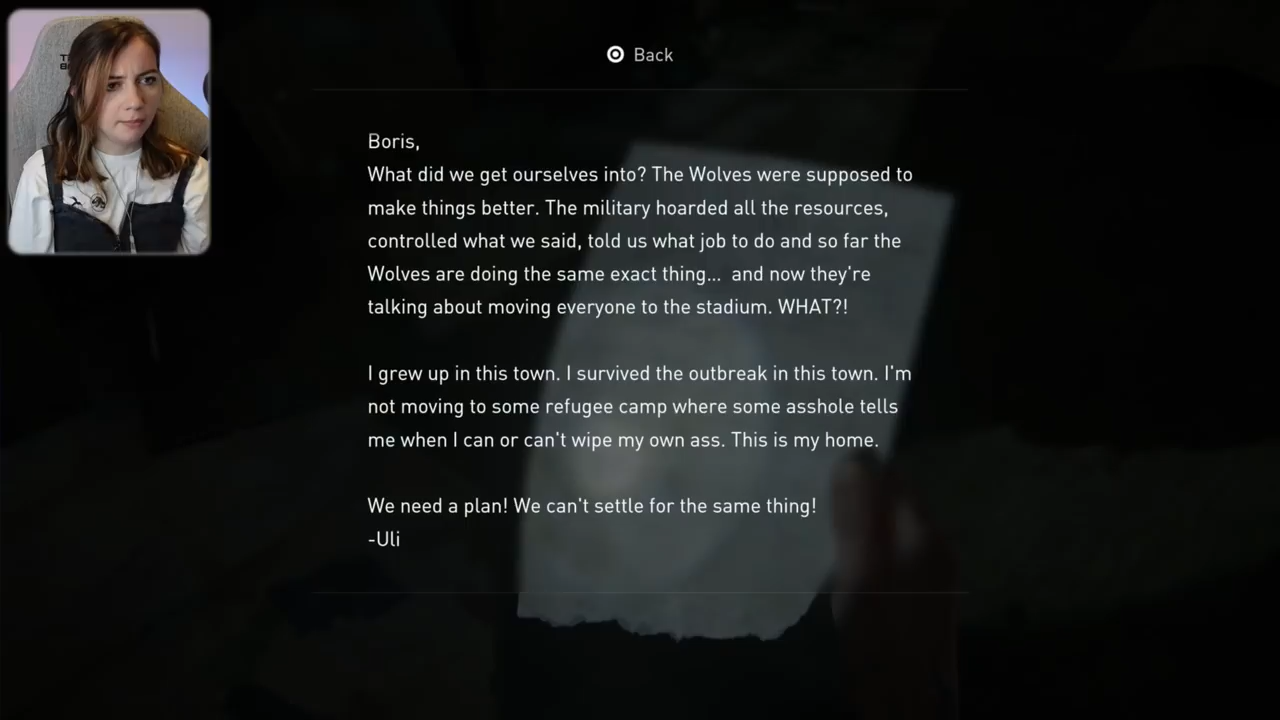 Back
Boris,
What did we get ourselves into? The Wolves were supposed to
make things better. The military hoarded all the resources,
controlled what we said, told us what job to do and so far the
Wolves are doing the same exact thing... and now they're
talking about moving everyone to the stadium. WHAT?!
I grew up in this town. I survived the outbreak in this town. I'm
not moving to some refugee camp where some asshole tells
me when I can or can't wipe my own ass. This is my home.
We need a plan! We can't settle for the same thing!
-Uli